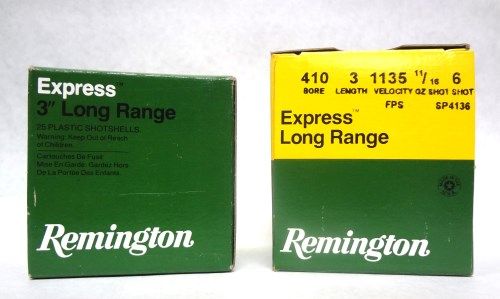 Express™
3" Long Range
25 PLASTIC SHOTSHELLS.
Warning: Keep Out of Reach
of Children.
Cartouches De Fusil.
Mise En Garde: Gardez Hors
De La Portée Des Enfants.
Remington
410 3 1135 11/16 6
BORE LENGTH VELOCITY OZ SHOT SHOT
FPS SP4136
Express™
Long Range
Remington